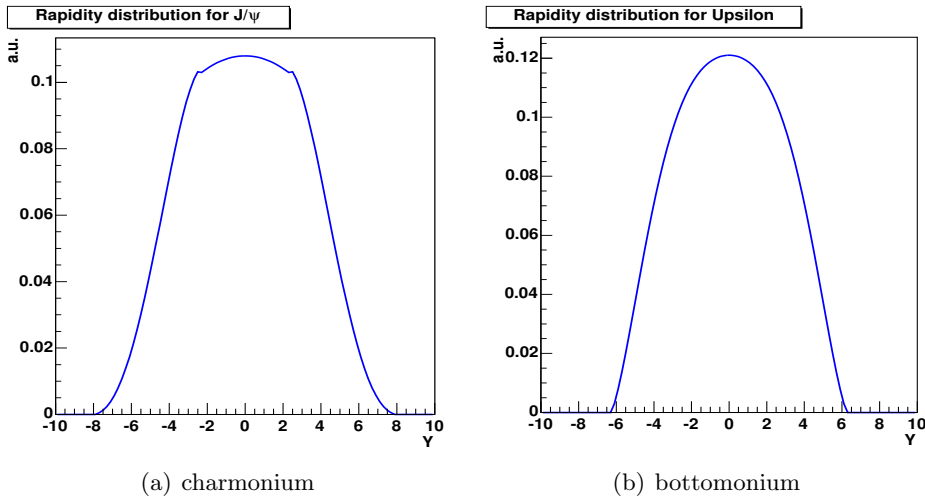 Rapidity distribution for J/ψ
a.u.
0.1
0.08
0.06
0.04
0.02
0
-10 -8 -6 -4 -2 0 2 4 6 8 10
Y
(a) charmonium
Rapidity distribution for Upsilon
a.u.
0.12
0.1
0.08
0.06
0.04
0.02
0
-10 -8 -6 -4 -2 0 2 4 6 8 10
Y
(b) bottomonium